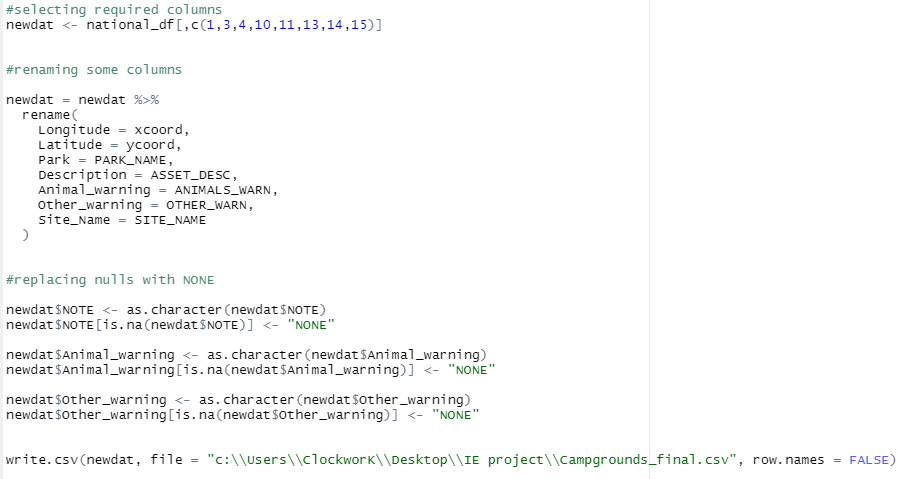 #selecting required columns
newdat <- national_df[,c(1,3,4,10,11,13,14,15)]
#renaming some columns
newdat = newdat %>%
rename(
Longitude = xcoord,
Latitude = ycoord,
Park = PARK_NAME,
Description = ASSET_DESC,
Animal_warning = ANIMALS_WARN,
Other_warning = OTHER_WARN,
Site_Name = SITE_NAME
)
#replacing nulls with NONE
newdat$NOTE <- as.character(newdat$NOTE)
newdat$NOTE[is.na(newdat$NOTE)] <- "NONE"
newdat$Animal_warning <- as.character(newdat$Animal_warning)
newdat$Animal_warning[is.na(newdat$Animal_warning)] <- "NONE"
newdat$Other_warning <- as.character(newdat$Other_warning)
newdat$Other_warning[is.na(newdat$Other_warning)] <- "NONE"
write.csv(newdat, file = "c:\\Users\\ClockworK\\Desktop\\IE project\\Campgrounds_final.csv", row.names = FALSE)